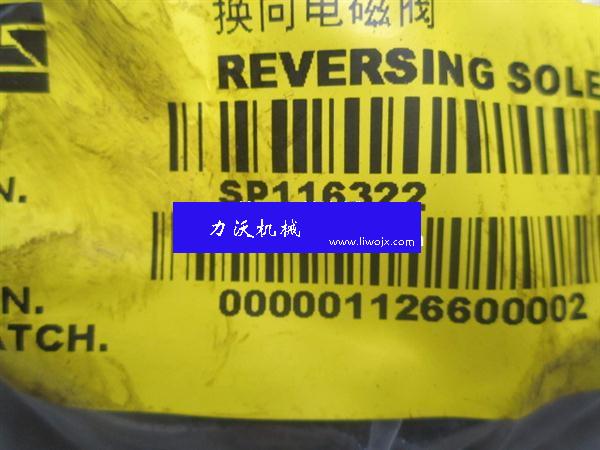 换向电磁阀
REVERSING SOLE
N.
SP116322
力沃机械
www.liwojx.com
N.
000001126600002
ATCH.